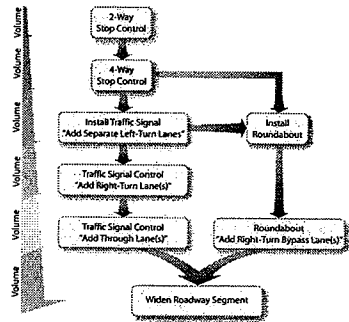 Volume
Volume
Volume
Volume
Volume
Volume
2-Way
Stop Control
4-Way
Stop Control
Install Traffic Signal
"Add Separate Left-Turn Lanes"
Install
Roundabout
Traffic Signal Control
"Add Right-Turn Lane(s)"
Traffic Signal Control
"Add Through Lane(s)"
Roundabout
"Add Right-Turn Bypass Lane(s)"
Widen Roadway Segment